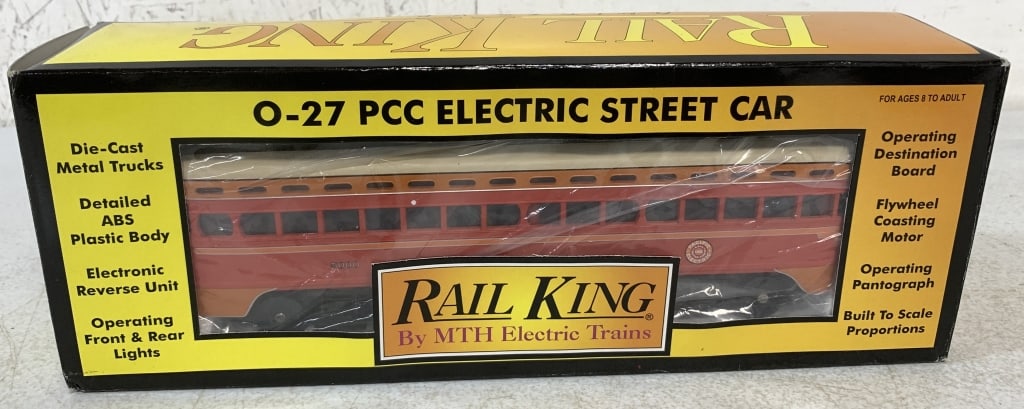 RAIL KING
®
O-27 PCC ELECTRIC STREET CAR
FOR AGES 8 TO ADULT
Die-Cast
Metal Trucks
Detailed
ABS
Plastic Body
Electronic
Reverse Unit
Operating
Front & Rear
Lights
Operating
Destination
Board
Flywheel
Coasting
Motor
Operating
Pantograph
Built To Scale
Proportions
RAIL KING®
By MTH Electric Trains